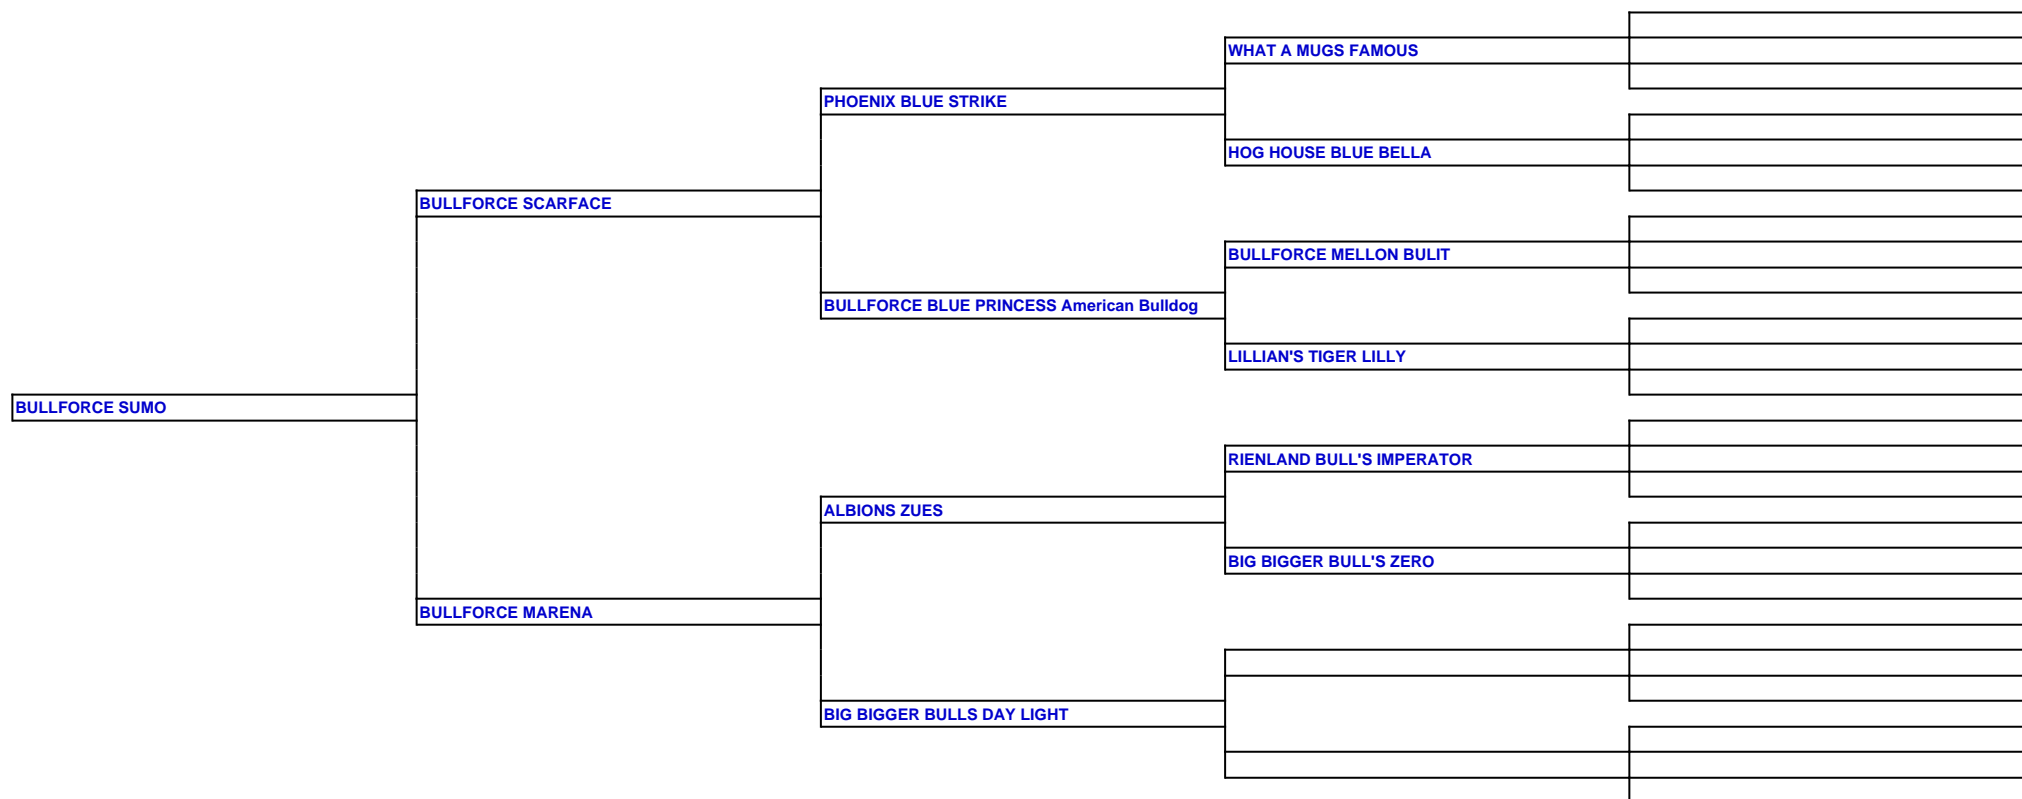 WHAT A MUGS FAMOUS
PHOENIX BLUE STRIKE
HOG HOUSE BLUE BELLA
BULLFORCE SCARFACE
BULLFORCE MELLON BULIT
BULLFORCE BLUE PRINCESS American Bulldog
LILLIAN'S TIGER LILLY
BULLFORCE SUMO
RIENLAND BULL'S IMPERATOR
ALBIONS ZUES
BIG BIGGER BULL'S ZERO
BULLFORCE MARENA
BIG BIGGER BULLS DAY LIGHT